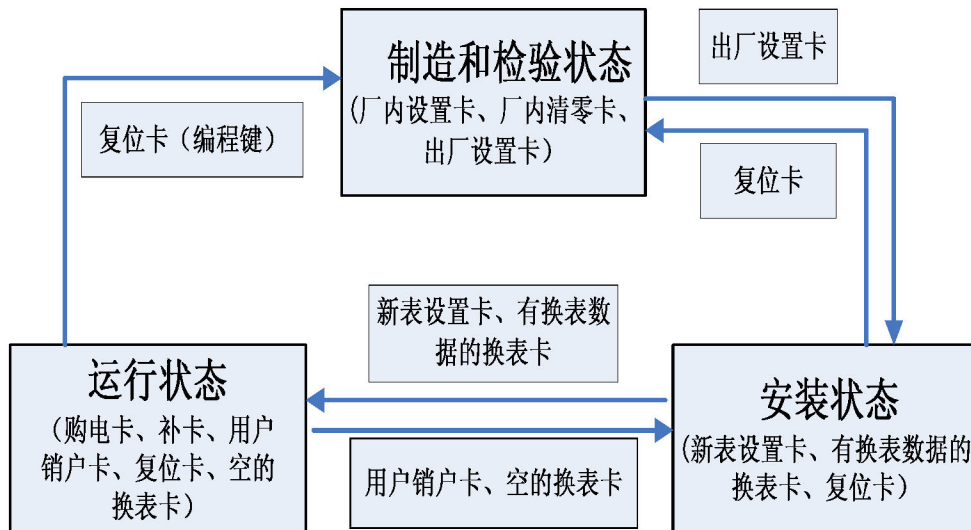 制造和检验状态
(厂内设置卡、厂内清零卡、
出厂设置卡）
出厂设置卡
复位卡（编程键）
复位卡
新表设置卡、有换表数
据的换表卡
运行状态
（购电卡、补卡、用户
销户卡、复位卡、空的
换表卡）
用户销户卡、空的换表卡
安装状态
(新表设置卡、有换表数据的
换表卡、复位卡）